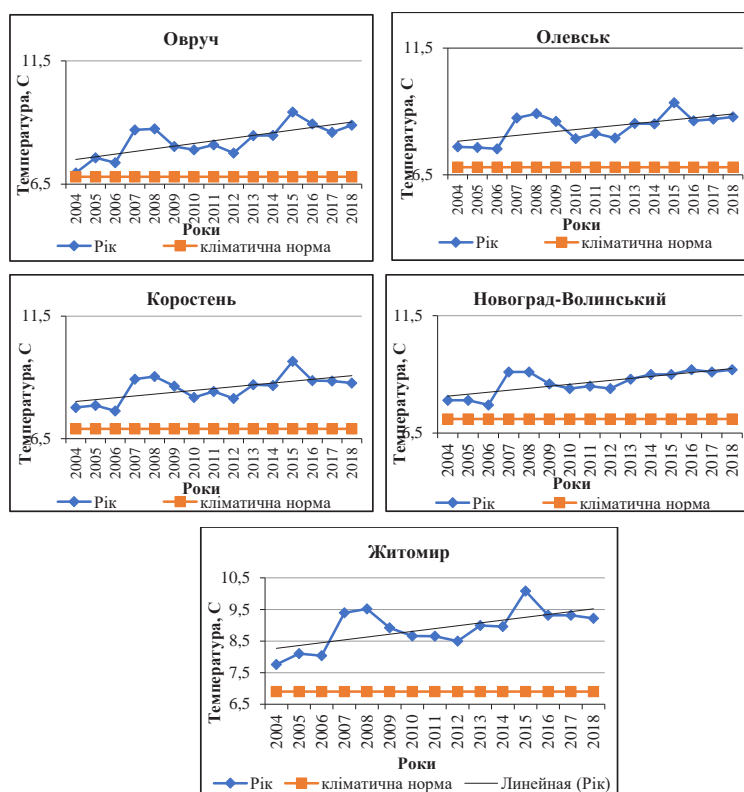 Овруч
Температура, С
11,5
6,5
2004 2005 2006 2007 2008 2009 2010 2011 2012 2013 2014 2015 2016 2017 2018
Роки
Рік кліматична норма
Олевськ
Температура, С
11,5
6,5
2004 2005 2006 2007 2008 2009 2010 2011 2012 2013 2014 2015 2016 2017 2018
Роки
Рік кліматична норма
Коростень
Температура, С
11,5
6,5
2004 2005 2006 2007 2008 2009 2010 2011 2012 2013 2014 2015 2016 2017 2018
Роки
Рік кліматична норма
Новоград-Волинський
Температура, С
11,5
6,5
2004 2005 2006 2007 2008 2009 2010 2011 2012 2013 2014 2015 2016 2017 2018
Роки
Рік кліматична норма
Житомир
Температура, С
10,5
9,5
8,5
7,5
6,5
2004 2005 2006 2007 2008 2009 2010 2011 2012 2013 2014 2015 2016 2017 2018
Роки
Рік кліматична норма Линейная (Рік)